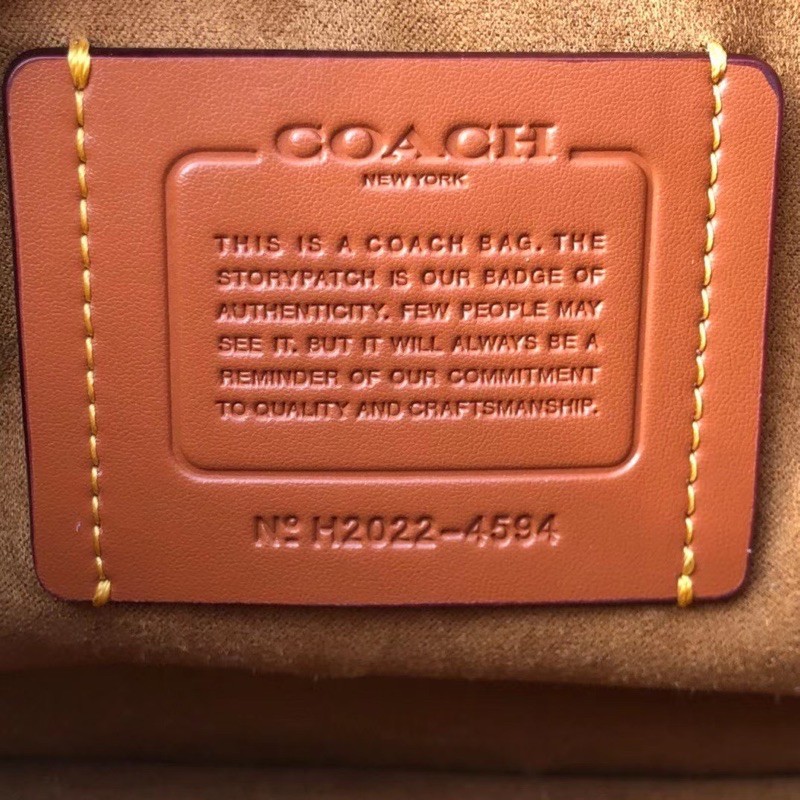 COACH
NEW YORK
THIS IS A COACH BAG. THE
STORYPATCH IS OUR BADGE OF
AUTHENTICITY. FEW PEOPLE MAY
SEE IT. BUT IT WILL ALWAYS BE A
REMINDER OF OUR COMMITMENT
TO QUALITY AND CRAFTSMANSHIP.
Nº H2022-4594